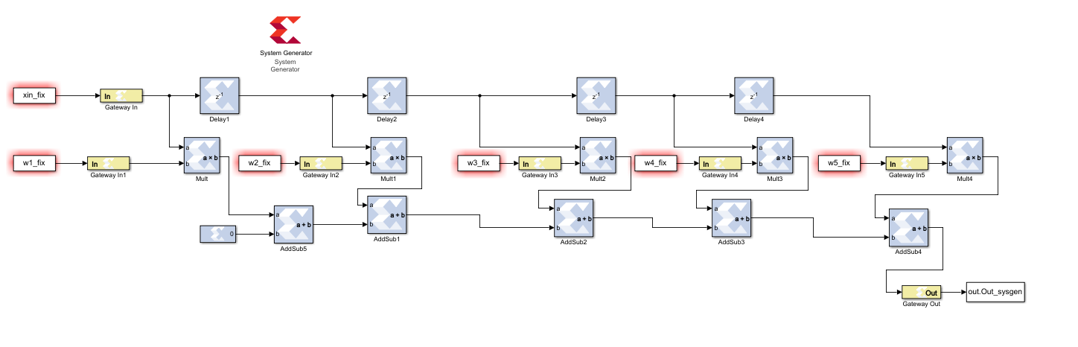 System Generator
System
Generator
xin_fix
In
Gateway In
z-1
Delay1
z-1
Delay2
z-1
Delay3
z-1
Delay4
w1_fix
In
Gateway In1
a
b
a × b
Mult
w2_fix
In
Gateway In2
a
b
a × b
Mult1
w3_fix
In
Gateway In3
a
b
a × b
Mult2
w4_fix
In
Gateway In4
a
b
a × b
Mult3
w5_fix
In
Gateway In5
a
b
a × b
Mult4
0
a
b
a + b
AddSub5
a
b
a + b
AddSub1
a
b
a + b
AddSub2
a
b
a + b
AddSub3
a
b
a + b
AddSub4
Out
Gateway Out
out.Out_sysgen